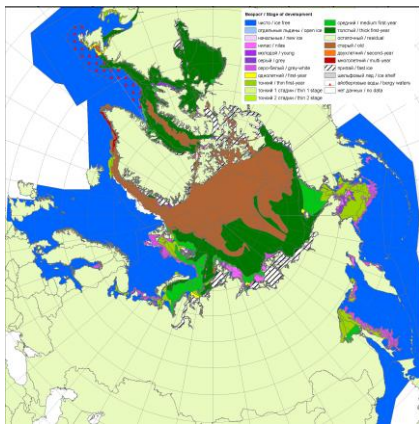 Возраст / Stage of development
чисто / ice free
отдельные льдины / open ice
начальные / new ice
нилас / nilas
молодой / young
серый / grey
серо-белый / grey-white
однолетний / first-year
тонкий / thin first-year
тонкий 1 стадии / thin 1 stage
тонкий 2 стадии / thin 2 stage
средний / medium first-year
толстый / thick first-year
остаточный / residual
старый / old
двухлетний / second-year
многолетний / multi-year
припай / fast ice
шельфовый лед / ice shelf
айсберговые воды / bergy waters
нет данных / no data